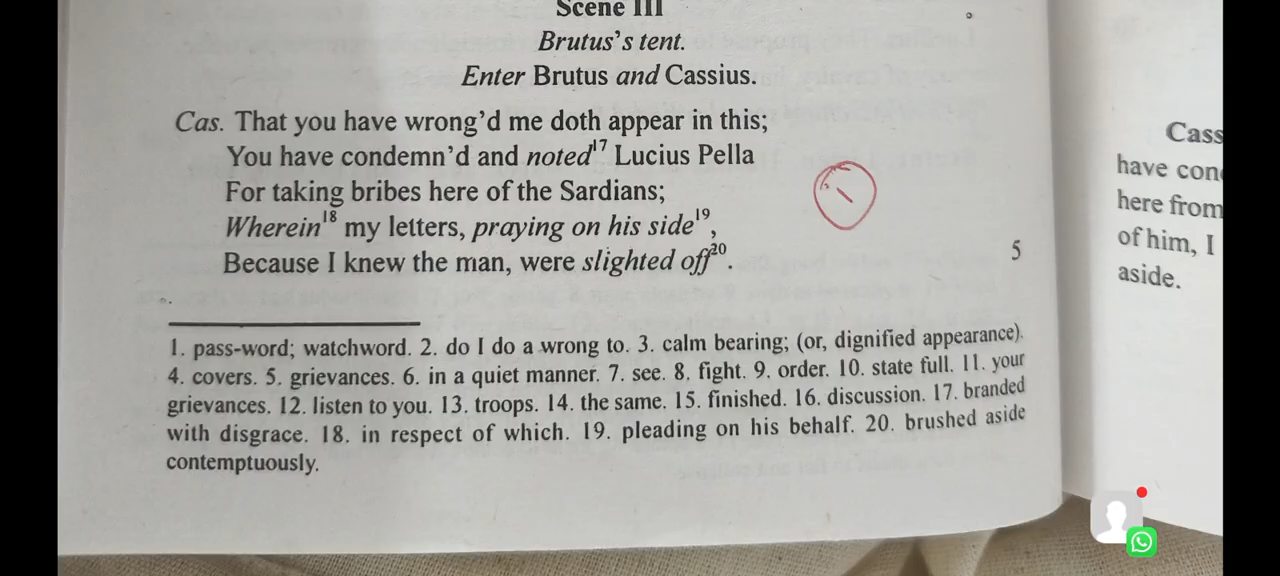 Scene III
Brutus's tent.
Enter Brutus and Cassius.
Cas. That you have wrong'd me doth appear in this;
You have condemn'd and noted17 Lucius Pella
For taking bribes here of the Sardians;
Wherein18 my letters, praying on his side19,
Because I knew the man, were slighted off20.
5
1. pass-word; watchword. 2. do I do a wrong to. 3. calm bearing; (or, dignified appearance).
4. covers. 5. grievances. 6. in a quiet manner. 7. see. 8. fight. 9. order. 10. state full. 11. your
grievances. 12. listen to you. 13. troops. 14. the same. 15. finished. 16. discussion. 17. branded
with disgrace. 18. in respect of which. 19. pleading on his behalf. 20. brushed aside
contemptuously.
Cass
have con
here from
of him, I
aside.